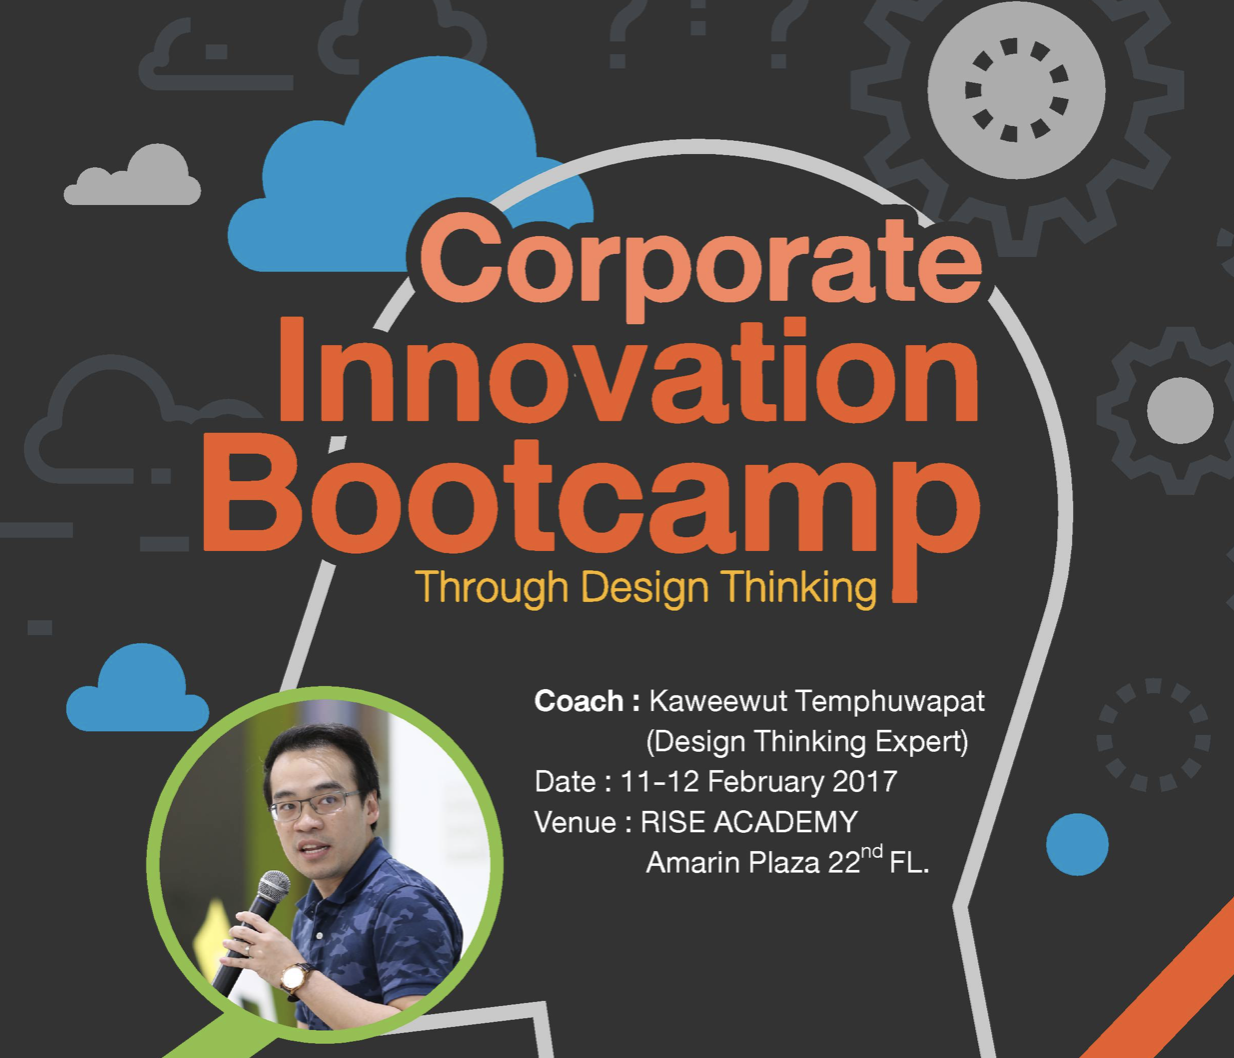 Corporate
Innovation
Bootcamp
Through Design Thinking
Coach : Kaweewut Temphuwapat
(Design Thinking Expert)
Date : 11-12 February 2017
Venue : RISE ACADEMY
Amarin Plaza 22nd FL.